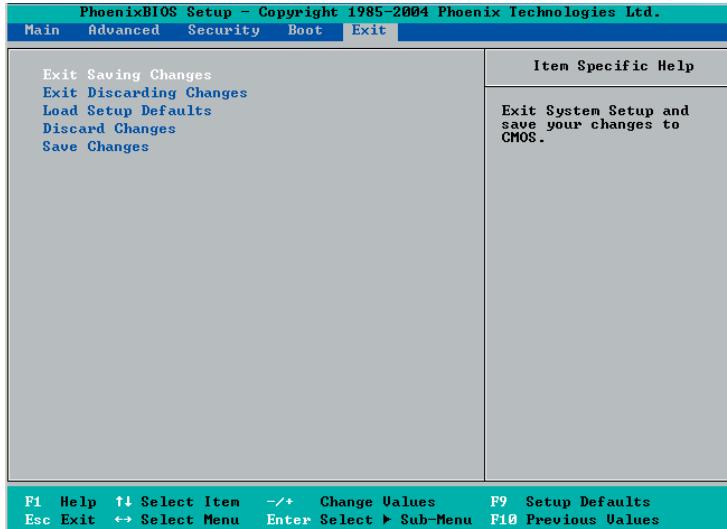 PhoenixBIOS Setup - Copyright 1985-2004 Phoenix Technologies Ltd.
Main Advanced Security Boot Exit
Item Specific Help
Exit Saving Changes
Exit Discarding Changes
Load Setup Defaults
Discard Changes
Save Changes
Exit System Setup and
save your changes to
CMOS.
F1 Help ↑↓ Select Item -/+ Change Values F9 Setup Defaults
Esc Exit ↔ Select Menu Enter Select ▶ Sub-Menu F10 Previous Values